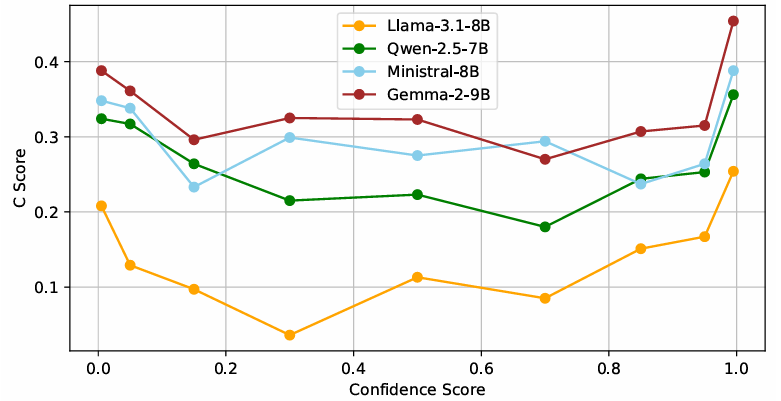 Llama-3.1-8B
Qwen-2.5-7B
Ministral-8B
Gemma-2-9B
C Score
0.4
0.3
0.2
0.1
0.0 0.2 0.4 0.6 0.8 1.0
Confidence Score